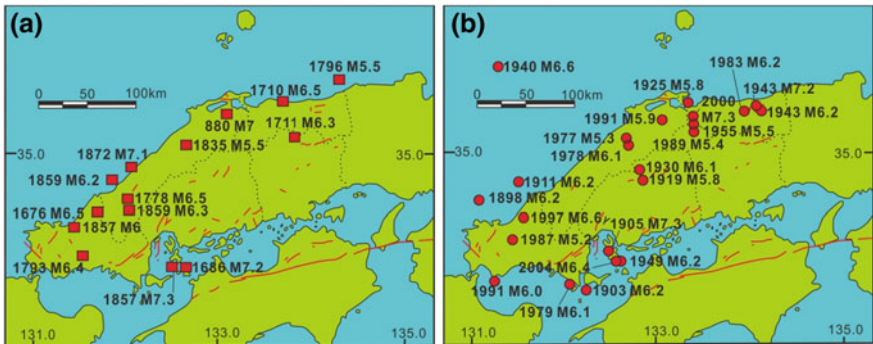 (a)
1796 M5.5
1710 M6.5
0 50 100km
880 M7
1711 M6.3
1835 M5.5
35.0
35.0
1872 M7.1
1859 M6.2
1778 M6.5
1676 M6.5
1859 M6.3
1857 M6
1793 M6.4
1686 M7.2
1857 M7.3
131.0
133.0
135.0
(b)
1983 M6.2
1940 M6.6
1925 M5.8
1943 M7.2
0 50 100km
2000
M7.3
1943 M6.2
1991 M5.9
1955 M5.5
1977 M5.3
1989 M5.4
1978 M6.1
35.0
35.0
1930 M6.1
1919 M5.8
1911 M6.2
1898 M6.2
1997 M6.6
1905 M7.3
1987 M5.2
2004 M6.4
1949 M6.2
1991 M6.0
1903 M6.2
1979 M6.1
131.0
133.0
135.0